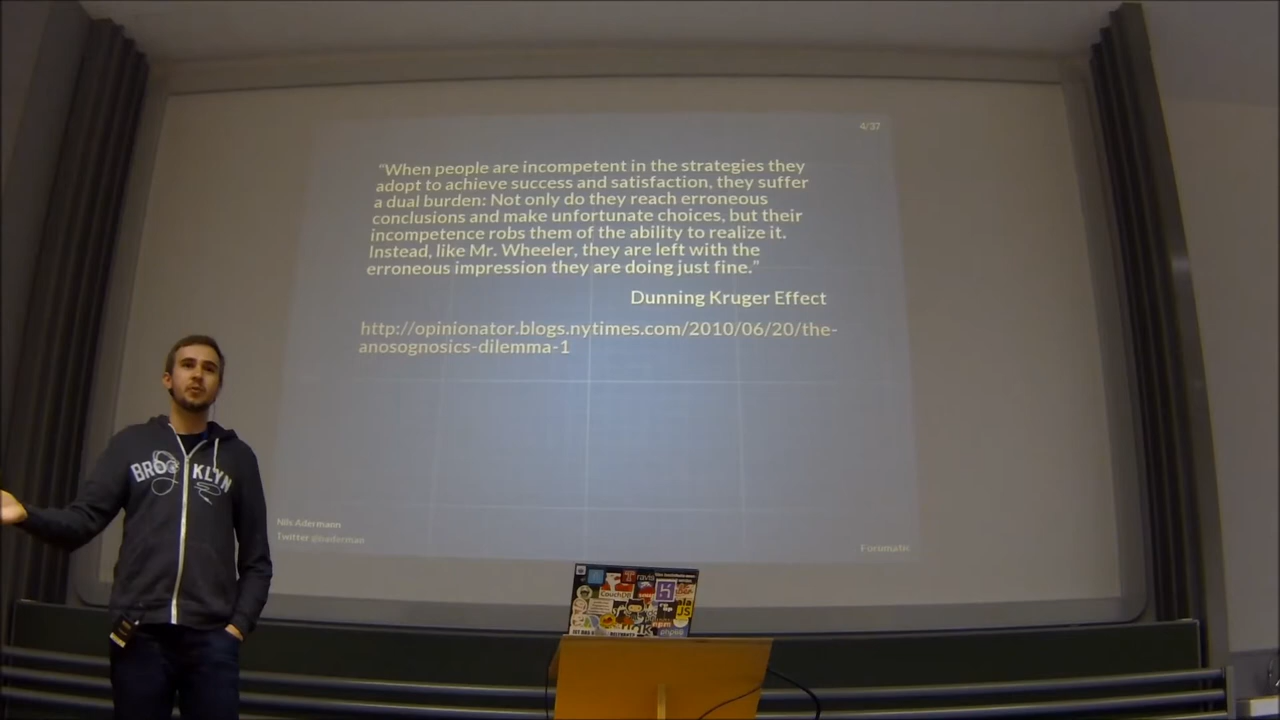 4/37
“When people are incompetent in the strategies they
adopt to achieve success and satisfaction, they suffer
a dual burden: Not only do they reach erroneous
conclusions and make unfortunate choices, but their
incompetence robs them of the ability to realize it.
Instead, like Mr. Wheeler, they are left with the
erroneous impression they are doing just fine.”
Dunning Kruger Effect
http://opinionator.blogs.nytimes.com/2010/06/20/the-
anosognosics-dilemma-1
BROOKLYN
Nils Adermann
Twitter @naderman
Forumatic
Travis
CouchDB
JS
npm